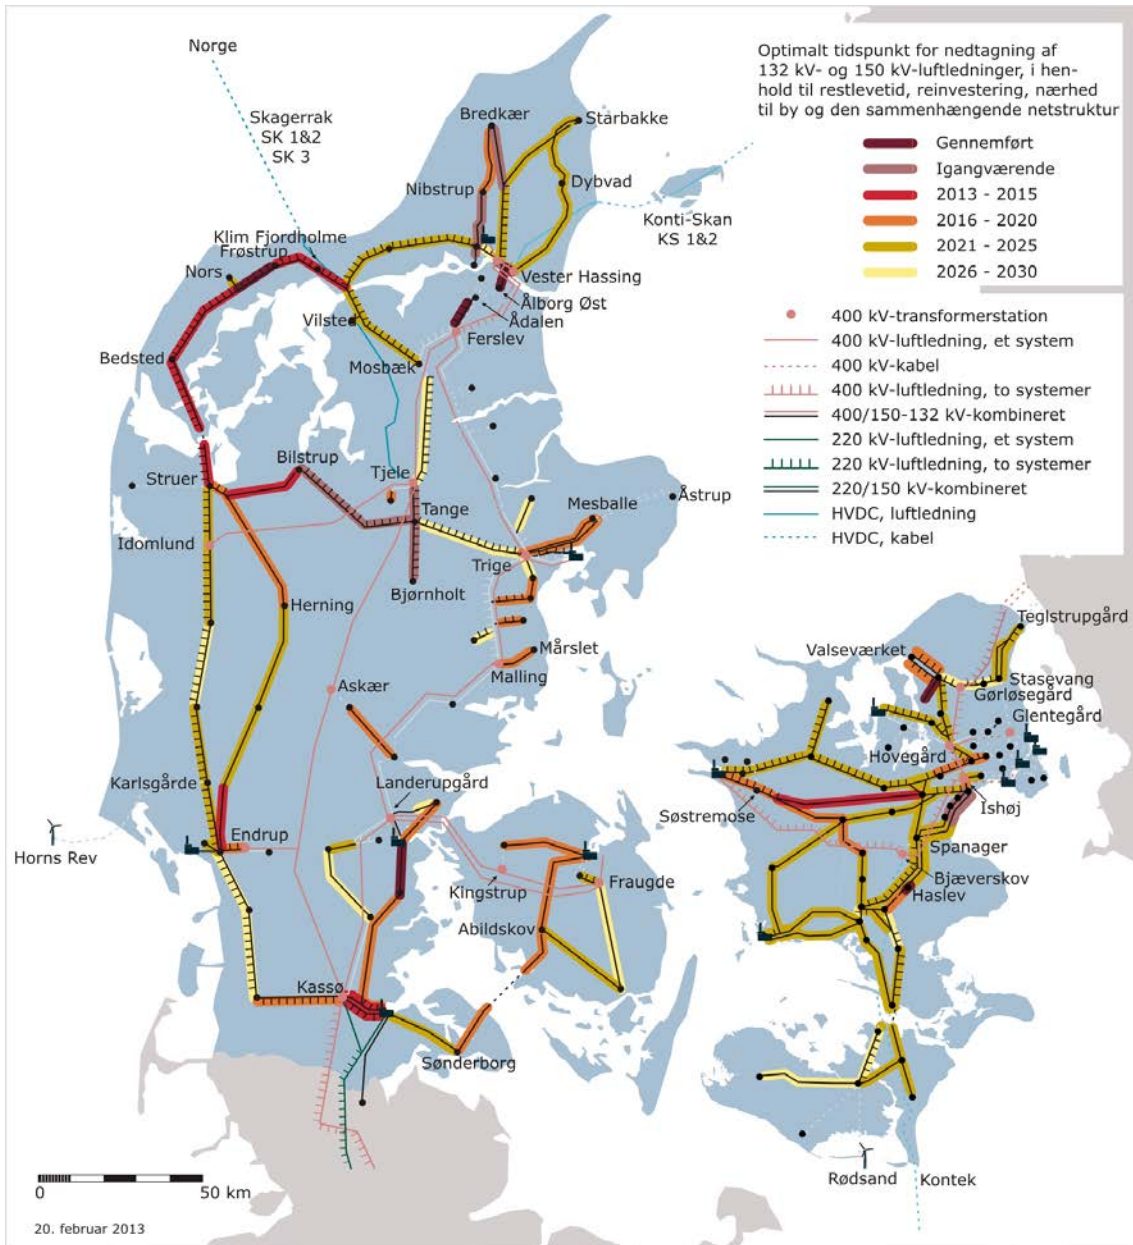 Norge
Skagerrak
SK 1&2
SK 3
Optimalt tidspunkt for nedtagning af
132 kV- og 150 kV-luftledninger, i hen-
hold til restlevetid, reinvestering, nærhed
til by og den sammenhængende netstruktur
Gennemført
Igangværende
2013 - 2015
2016 - 2020
2021 - 2025
2026 - 2030
400 kV-transformerstation
400 kV-luftledning, et system
400 kV-kabel
400 kV-luftledning, to systemer
400/150-132 kV-kombineret
220 kV-luftledning, et system
220 kV-luftledning, to systemer
220/150 kV-kombineret
HVDC, luftledning
HVDC, kabel
Bredkær
Starbakke
Nibstrup
Dybvad
Konti-Skan
KS 1&2
Klim Fjordholme
Frøstrup
Nors
Vester Hassing
Ålborg Øst
Ådalen
Vilsted
Ferslev
Bedsted
Mosbæk
Bilstrup
Struer
Tjele
Mesballe
Åstrup
Tange
Idomlund
Trige
Bjørnholt
Herning
Mårslet
Malling
Askær
Karlsgårde
Landerupgård
Endrup
Horns Rev
Kingstrup
Fraugde
Abildskov
Kassø
Sønderborg
Teglstrupgård
Valseværket
Stasevang
Gørløsegård
Glentegård
Hovegård
Søstremose
Ishøj
Spanager
Bjæverskov
Haslev
Rødsand
Kontek
0
50 km
20. februar 2013